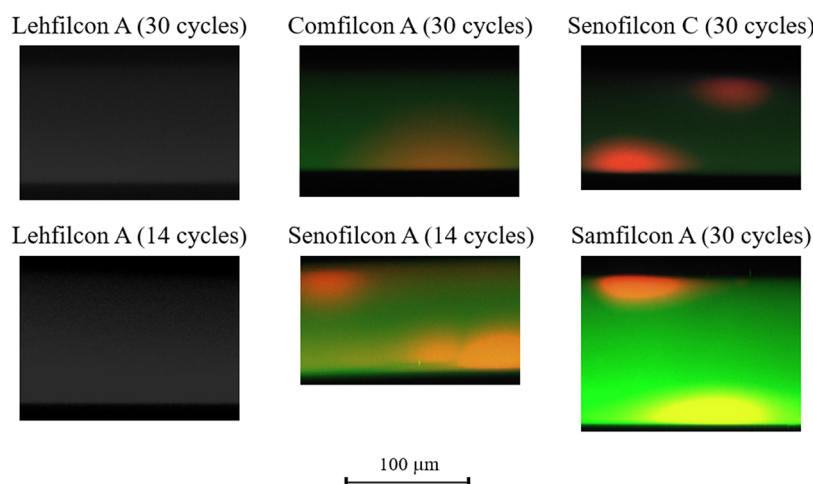 Lehfilcon A (30 cycles) Comfilcon A (30 cycles) Senofilcon C (30 cycles)
Lehfilcon A (14 cycles) Senofilcon A (14 cycles) Samfilcon A (30 cycles)
100 μm